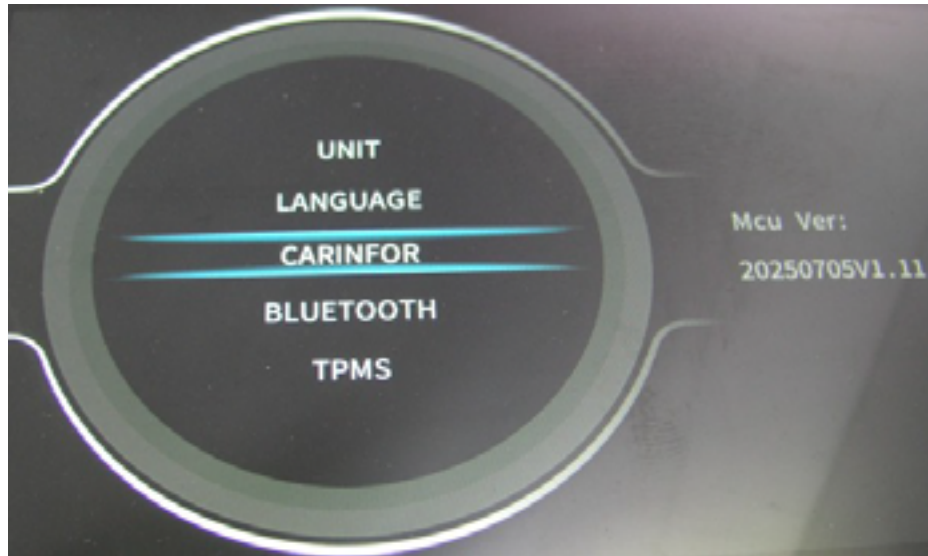 UNIT
LANGUAGE
CARINFOR
BLUETOOTH
TPMS
Mcu Ver:
20250705V1.11